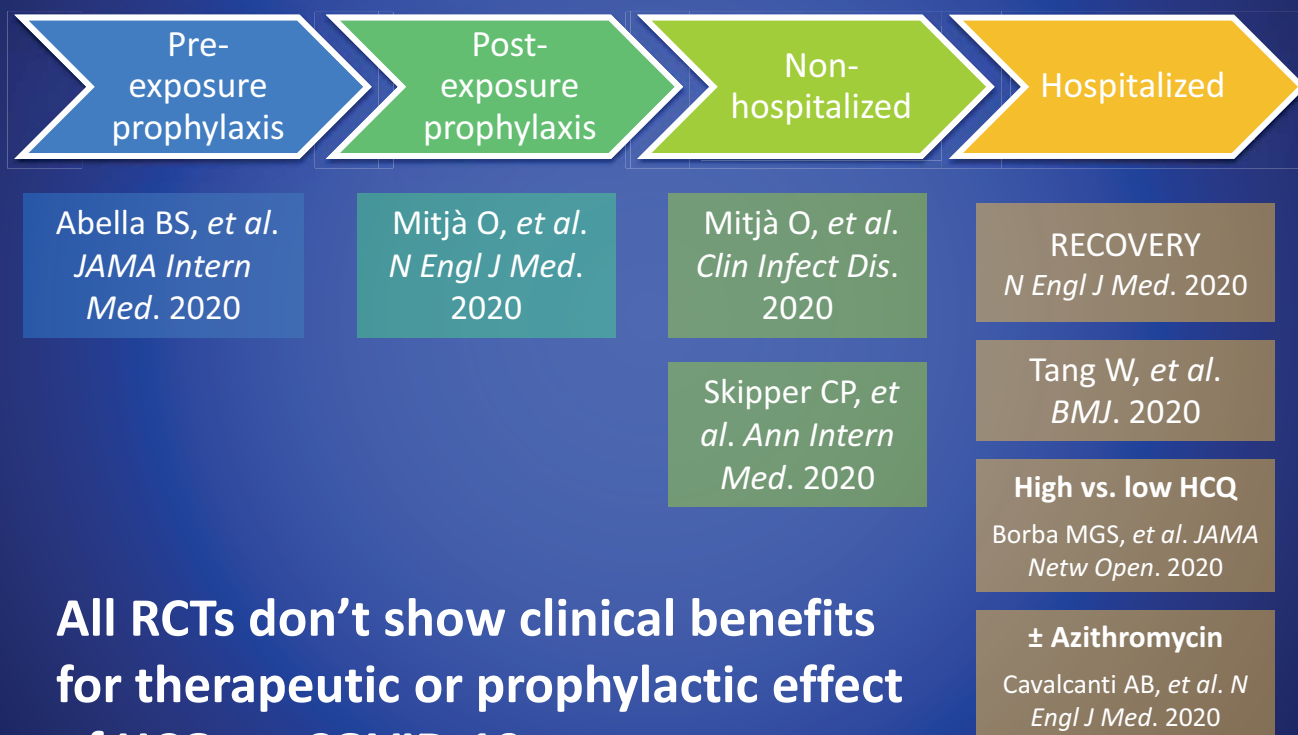 Pre-
exposure
prophylaxis
Post-
exposure
prophylaxis
Non-
hospitalized
Hospitalized
Abella BS, et al.
JAMA Intern
Med. 2020
Mitjà O, et al.
N Engl J Med.
2020
Mitjà O, et al.
Clin Infect Dis.
2020
Skipper CP, et
al. Ann Intern
Med. 2020
RECOVERY
N Engl J Med. 2020
Tang W, et al.
BMJ. 2020
High vs. low HCQ
Borba MGS, et al. JAMA
Netw Open. 2020
± Azithromycin
Cavalcanti AB, et al. N
Engl J Med. 2020
All RCTs don’t show clinical benefits
for therapeutic or prophylactic effect